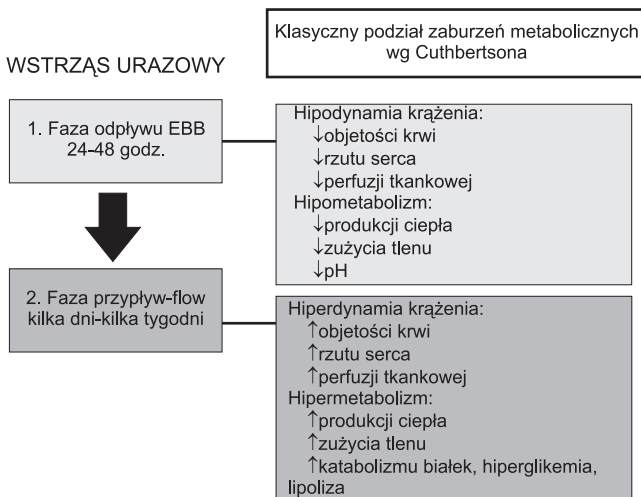 Klasyczny podział zaburzeń metabolicznych
wg Cuthbertsona
WSTRZĄS URAZOWY
1. Faza odpływu EBB
24-48 godz.
Hipodynamia krążenia:
↓objetości krwi
↓rzutu serca
↓perfuzji tkankowej
Hipometabolizm:
↓produkcji ciepła
↓zużycia tlenu
↓pH
2. Faza przypływ-flow
kilka dni-kilka tygodni
Hiperdynamia krążenia:
↑objetości krwi
↑rzutu serca
↑perfuzji tkankowej
Hipermetabolizm:
↑produkcji ciepła
↑zużycia tlenu
↑katabolizmu białek, hiperglikemia,
lipoliza